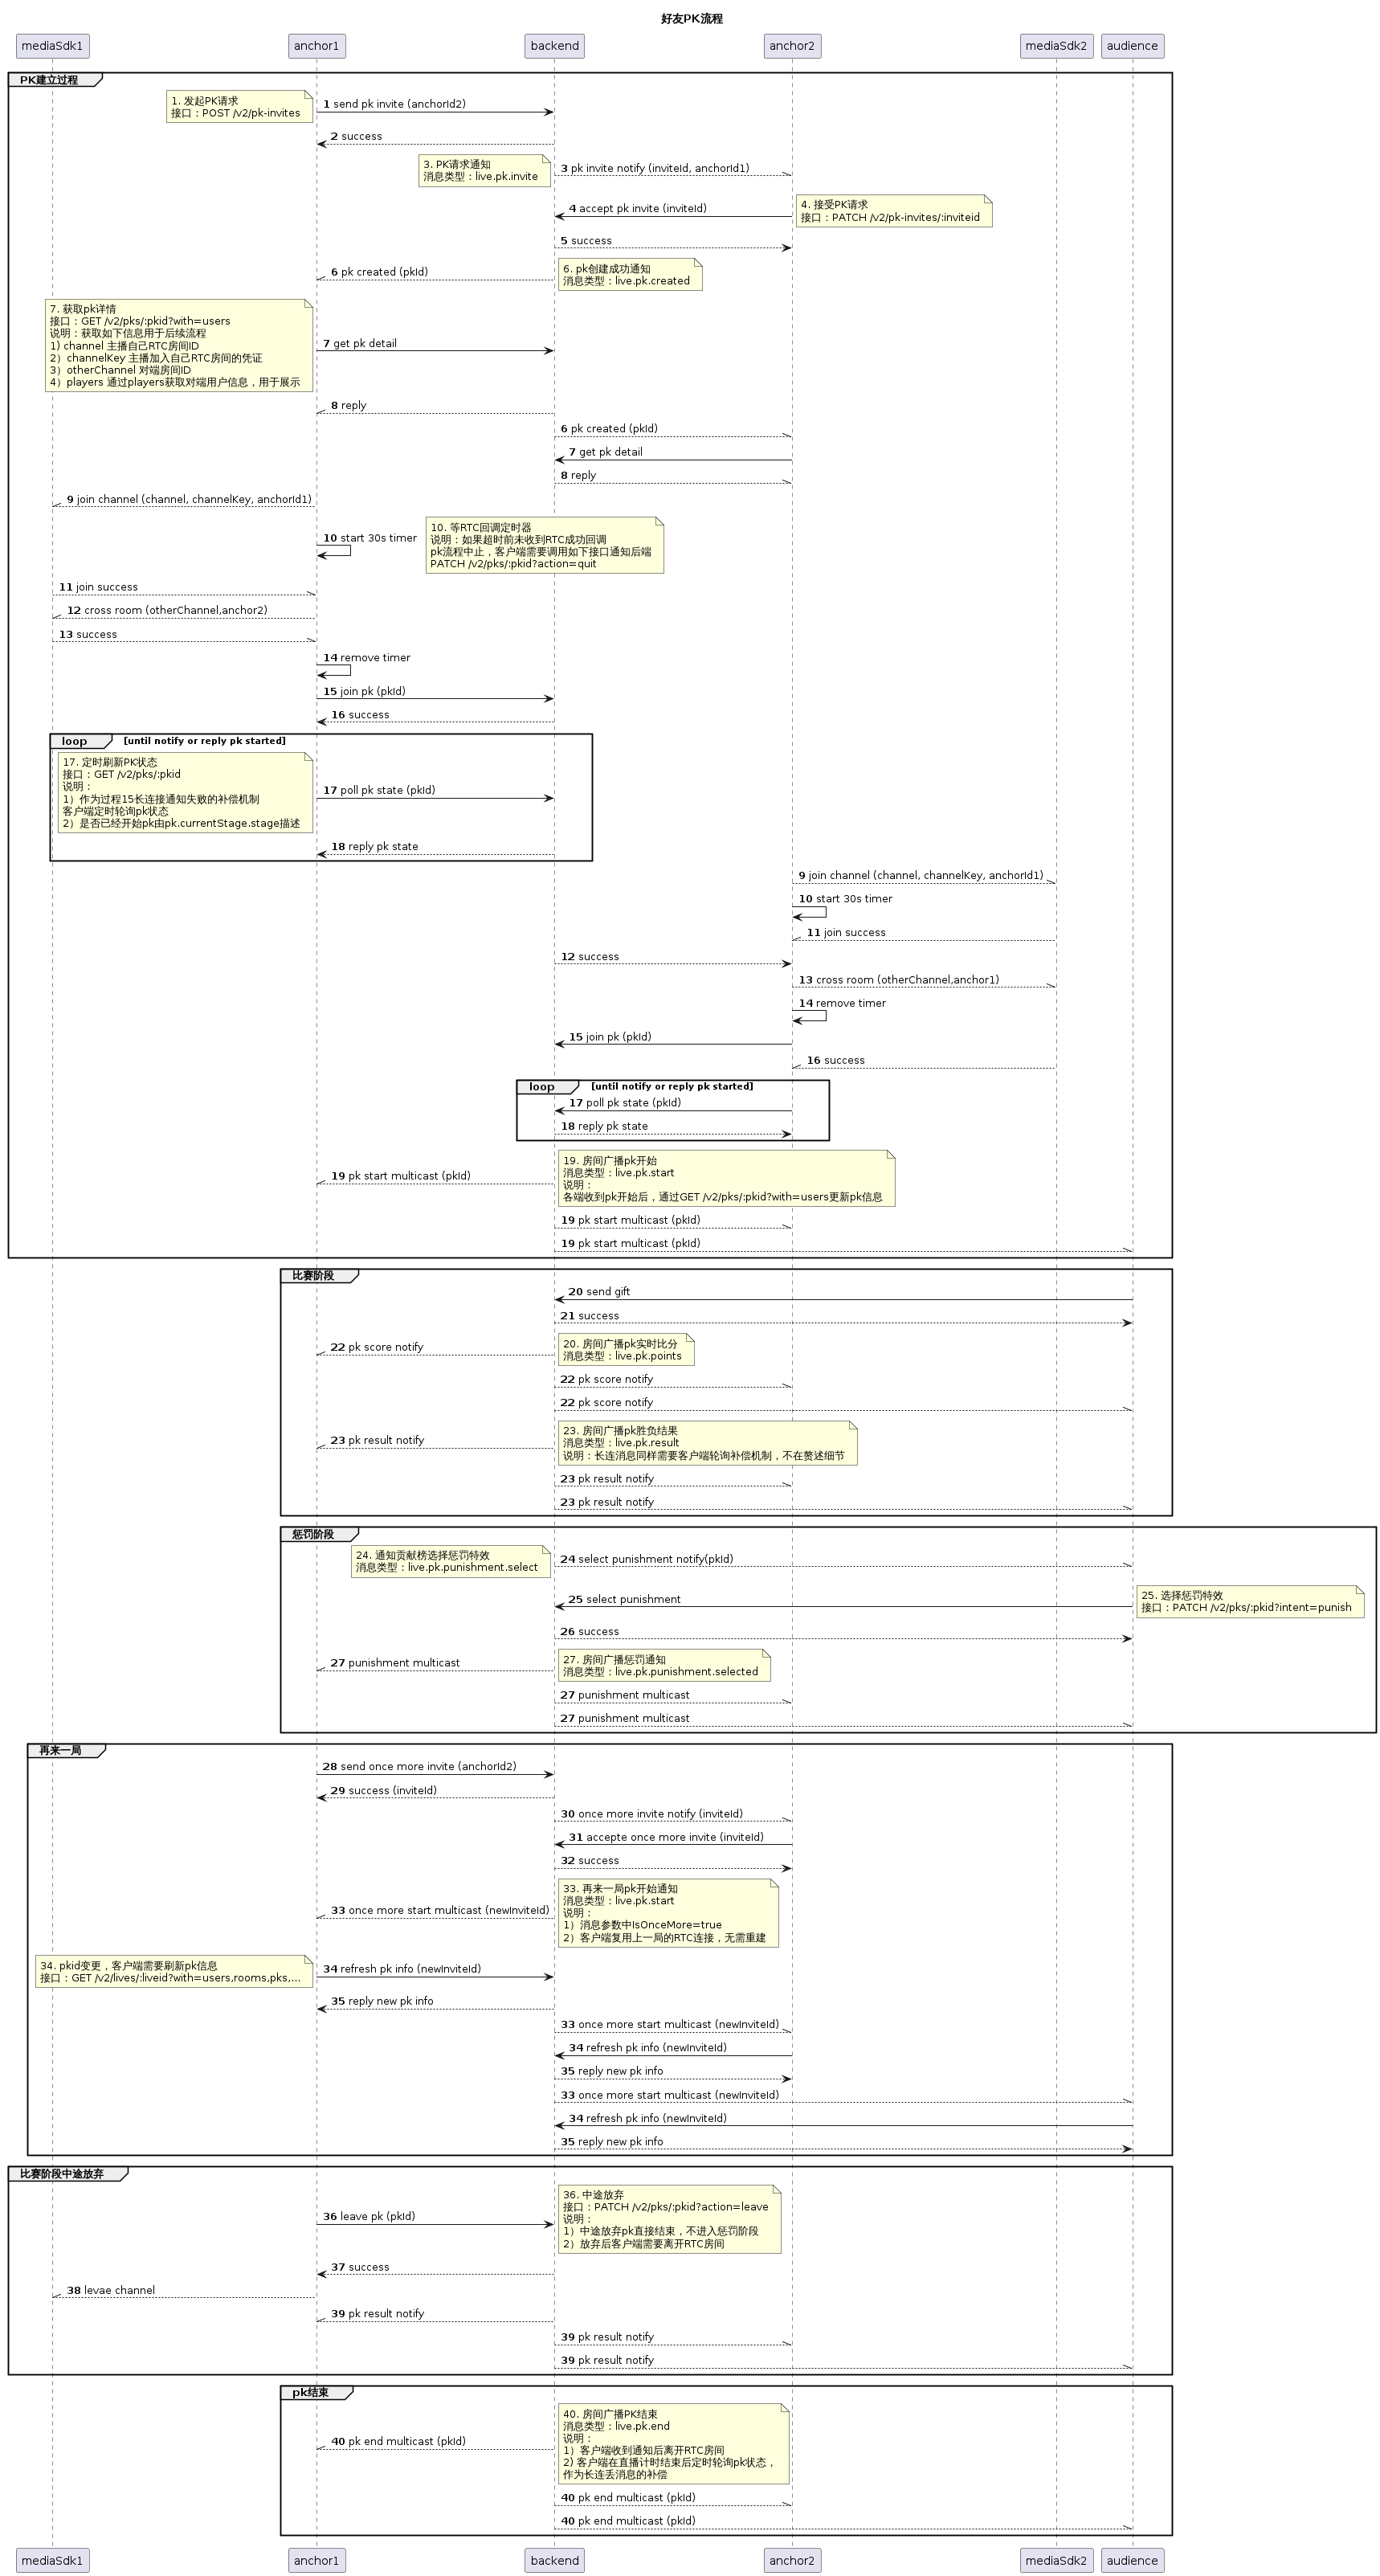 好友PK流程
mediaSdk1
anchor1
backend
anchor2
mediaSdk2
audience
PK建立过程
1. 发起PK请求
接口：POST /v2/pk-invites
1 send pk invite (anchorId2)
2 success
3. PK请求通知
消息类型：live.pk.invite
3 pk invite notify (inviteId, anchorId1)
4 accept pk invite (inviteId)
4. 接受PK请求
接口：PATCH /v2/pk-invites/:inviteid
5 success
6 pk created (pkId)
6. pk创建成功通知
消息类型：live.pk.created
7. 获取pk详情
接口：GET /v2/pks/:pkid?with=users
说明：获取如下信息用于后续流程
1) channel 主播自己RTC房间ID
2）channelKey 主播加入自己RTC房间的凭证
3）otherChannel 对端房间ID
4）players 通过players获取对端用户信息，用于展示
7 get pk detail
8 reply
6 pk created (pkId)
7 get pk detail
8 reply
9 join channel (channel, channelKey, anchorId1)
10 start 30s timer
10. 等RTC回调定时器
说明：如果超时前未收到RTC成功回调
pk流程中止，客户端需要调用如下接口通知后端
PATCH /v2/pks/:pkid?action=quit
11 join success
12 cross room (otherChannel,anchor2)
13 success
14 remove timer
15 join pk (pkId)
16 success
loop [until notify or reply pk started]
17. 定时刷新PK状态
接口：GET /v2/pks/:pkid
说明：
1）作为过程15长连接通知失败的补偿机制
客户端定时轮询pk状态
2）是否已经开始pk由pk.currentStage.stage描述
17 poll pk state (pkId)
18 reply pk state
9 join channel (channel, channelKey, anchorId1)
10 start 30s timer
11 join success
12 success
13 cross room (otherChannel,anchor1)
14 remove timer
15 join pk (pkId)
16 success
loop [until notify or reply pk started]
17 poll pk state (pkId)
18 reply pk state
19 pk start multicast (pkId)
19. 房间广播pk开始
消息类型：live.pk.start
说明：
各端收到pk开始后，通过GET /v2/pks/:pkid?with=users更新pk信息
19 pk start multicast (pkId)
19 pk start multicast (pkId)
比赛阶段
20 send gift
21 success
22 pk score notify
20. 房间广播pk实时比分
消息类型：live.pk.points
22 pk score notify
22 pk score notify
23 pk result notify
23. 房间广播pk胜负结果
消息类型：live.pk.result
说明：长连消息同样需要客户端轮询补偿机制，不在赘述细节
23 pk result notify
23 pk result notify
惩罚阶段
24. 通知贡献榜选择惩罚特效
消息类型：live.pk.punishment.select
24 select punishment notify(pkId)
25 select punishment
25. 选择惩罚特效
接口：PATCH /v2/pks/:pkid?intent=punish
26 success
27 punishment multicast
27. 房间广播惩罚通知
消息类型：live.pk.punishment.selected
27 punishment multicast
27 punishment multicast
再来一局
28 send once more invite (anchorId2)
29 success (inviteId)
30 once more invite notify (inviteId)
31 accepte once more invite (inviteId)
32 success
33 once more start multicast (newInviteId)
33. 再来一局pk开始通知
消息类型：live.pk.start
说明：
1）消息参数中IsOnceMore=true
2）客户端复用上一局的RTC连接，无需重建
34. pkid变更，客户端需要刷新pk信息
接口：GET /v2/lives/:liveid?with=users,rooms,pks,...
34 refresh pk info (newInviteId)
35 reply new pk info
33 once more start multicast (newInviteId)
34 refresh pk info (newInviteId)
35 reply new pk info
33 once more start multicast (newInviteId)
34 refresh pk info (newInviteId)
35 reply new pk info
比赛阶段中途放弃
36 leave pk (pkId)
36. 中途放弃
接口：PATCH /v2/pks/:pkid?action=leave
说明：
1）中途放弃pk直接结束，不进入惩罚阶段
2）放弃后客户端需要离开RTC房间
37 success
38 levae channel
39 pk result notify
39 pk result notify
39 pk result notify
pk结束
40 pk end multicast (pkId)
40. 房间广播PK结束
消息类型：live.pk.end
说明：
1）客户端收到通知后离开RTC房间
2) 客户端在直播计时结束后定时轮询pk状态，
作为长连丢消息的补偿
40 pk end multicast (pkId)
40 pk end multicast (pkId)
mediaSdk1
anchor1
backend
anchor2
mediaSdk2
audience